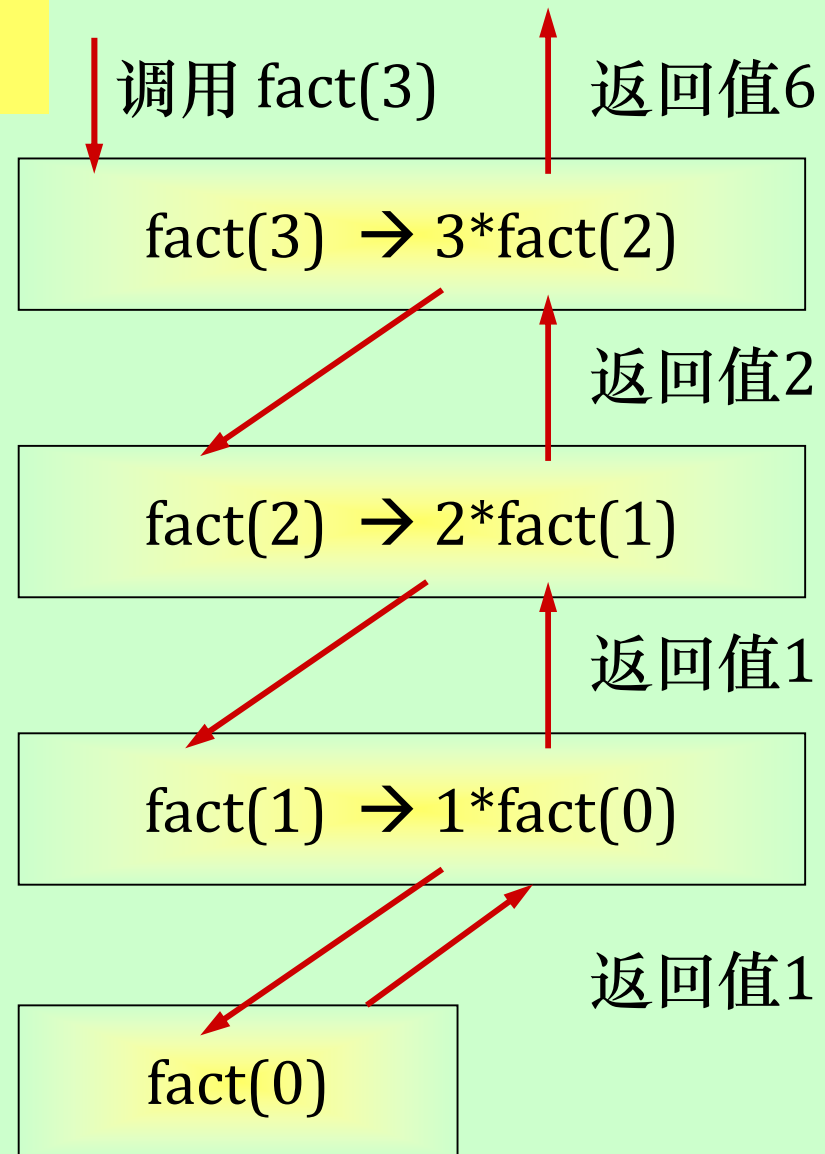 调用 fact(3)
返回值6
fact(3) → 3*fact(2)
返回值2
fact(2) → 2*fact(1)
返回值1
fact(1) → 1*fact(0)
返回值1
fact(0)